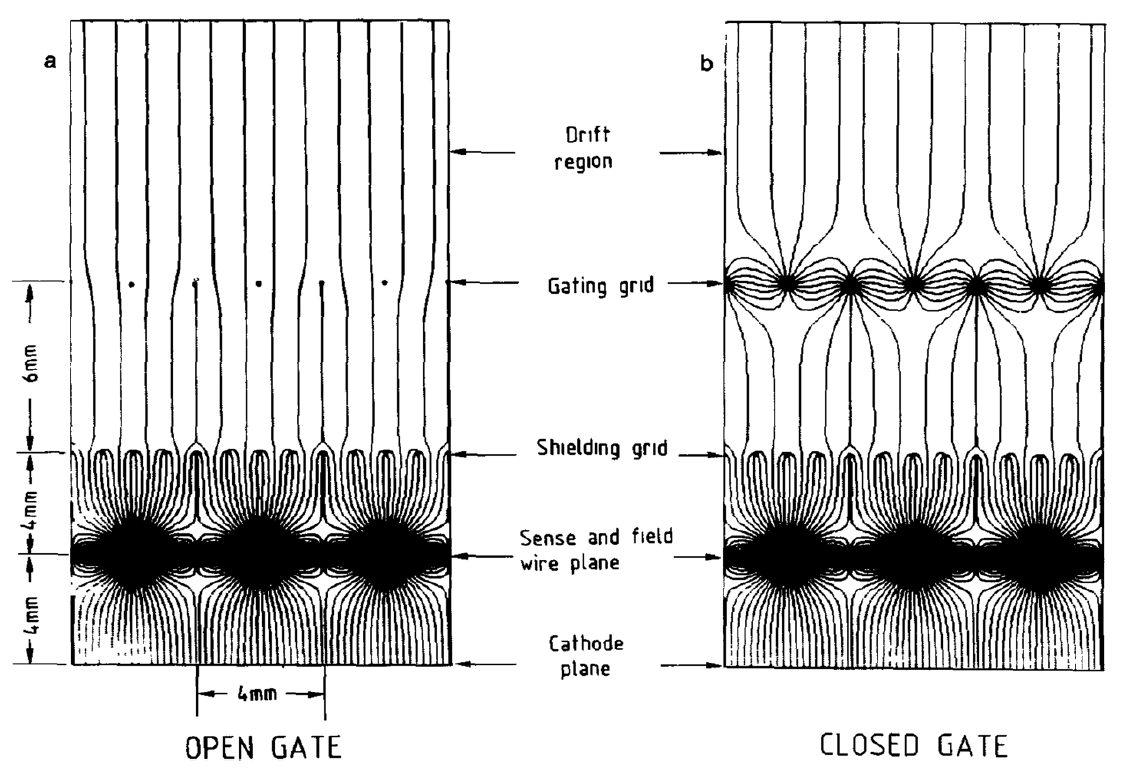 a
b
Drift
region
Gating grid
6mm
Shielding grid
4mm
Sense and field
wire plane
4mm
Cathode
plane
4mm
OPEN GATE
CLOSED GATE